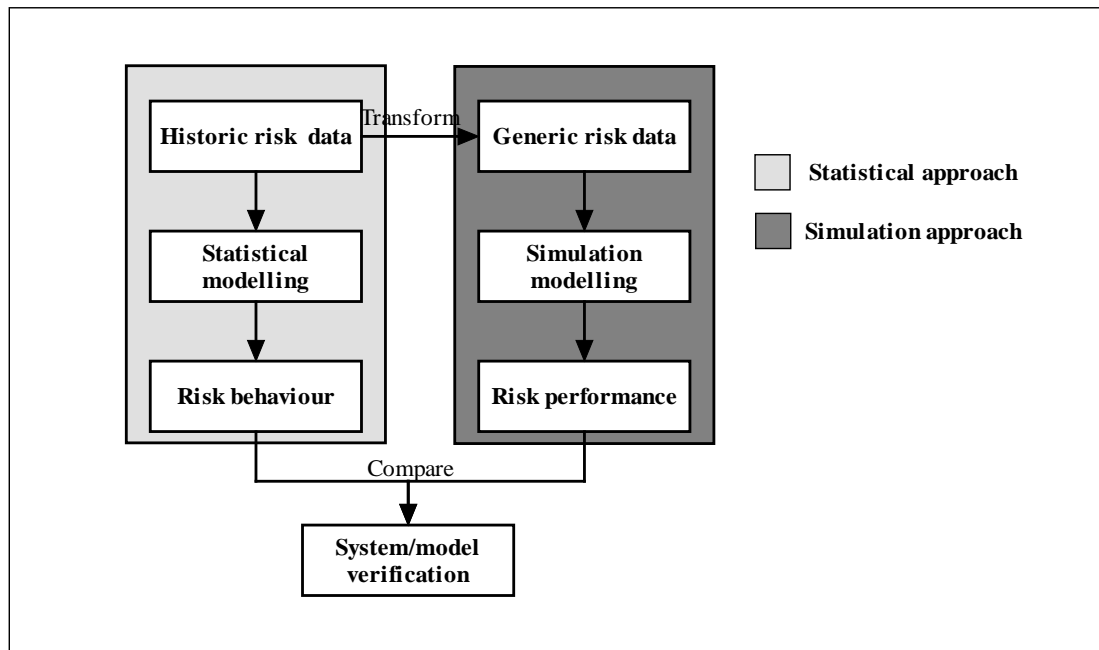 Historic risk data
Transform
Generic risk data
Statistical approach
Simulation approach
Statistical
modelling
Simulation
modelling
Risk behaviour
Risk performance
Compare
System/model
verification